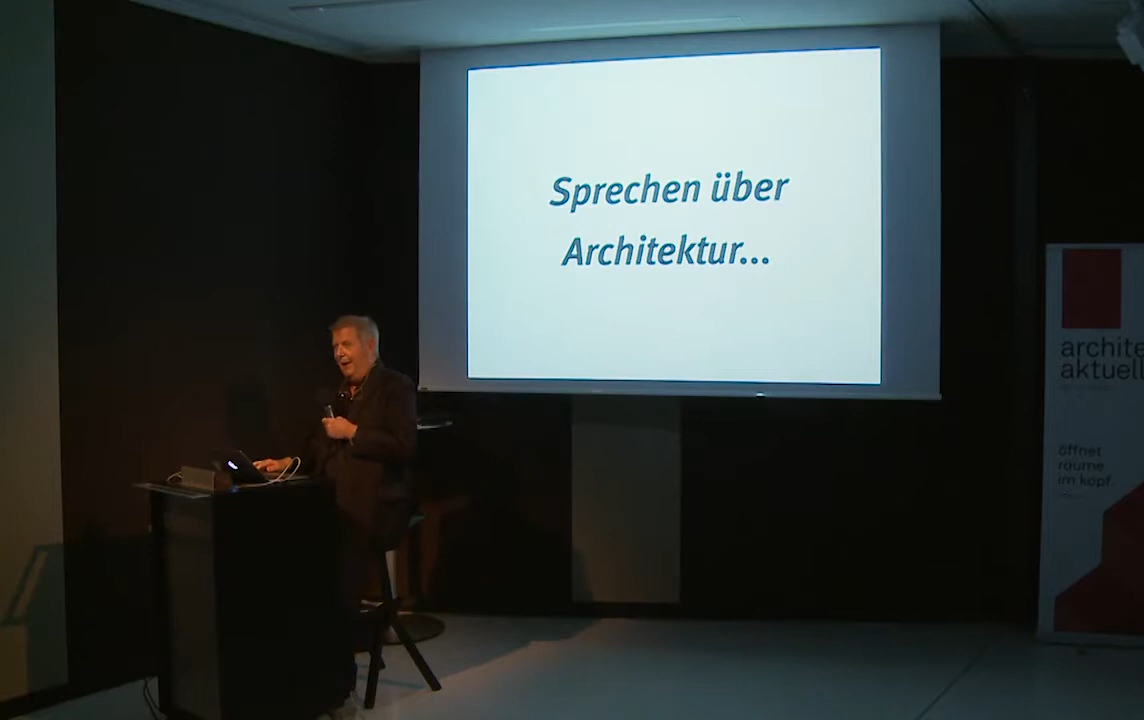 Sprechen über
Architektur...
archite
aktuell
öffnet
räume
im kopf.